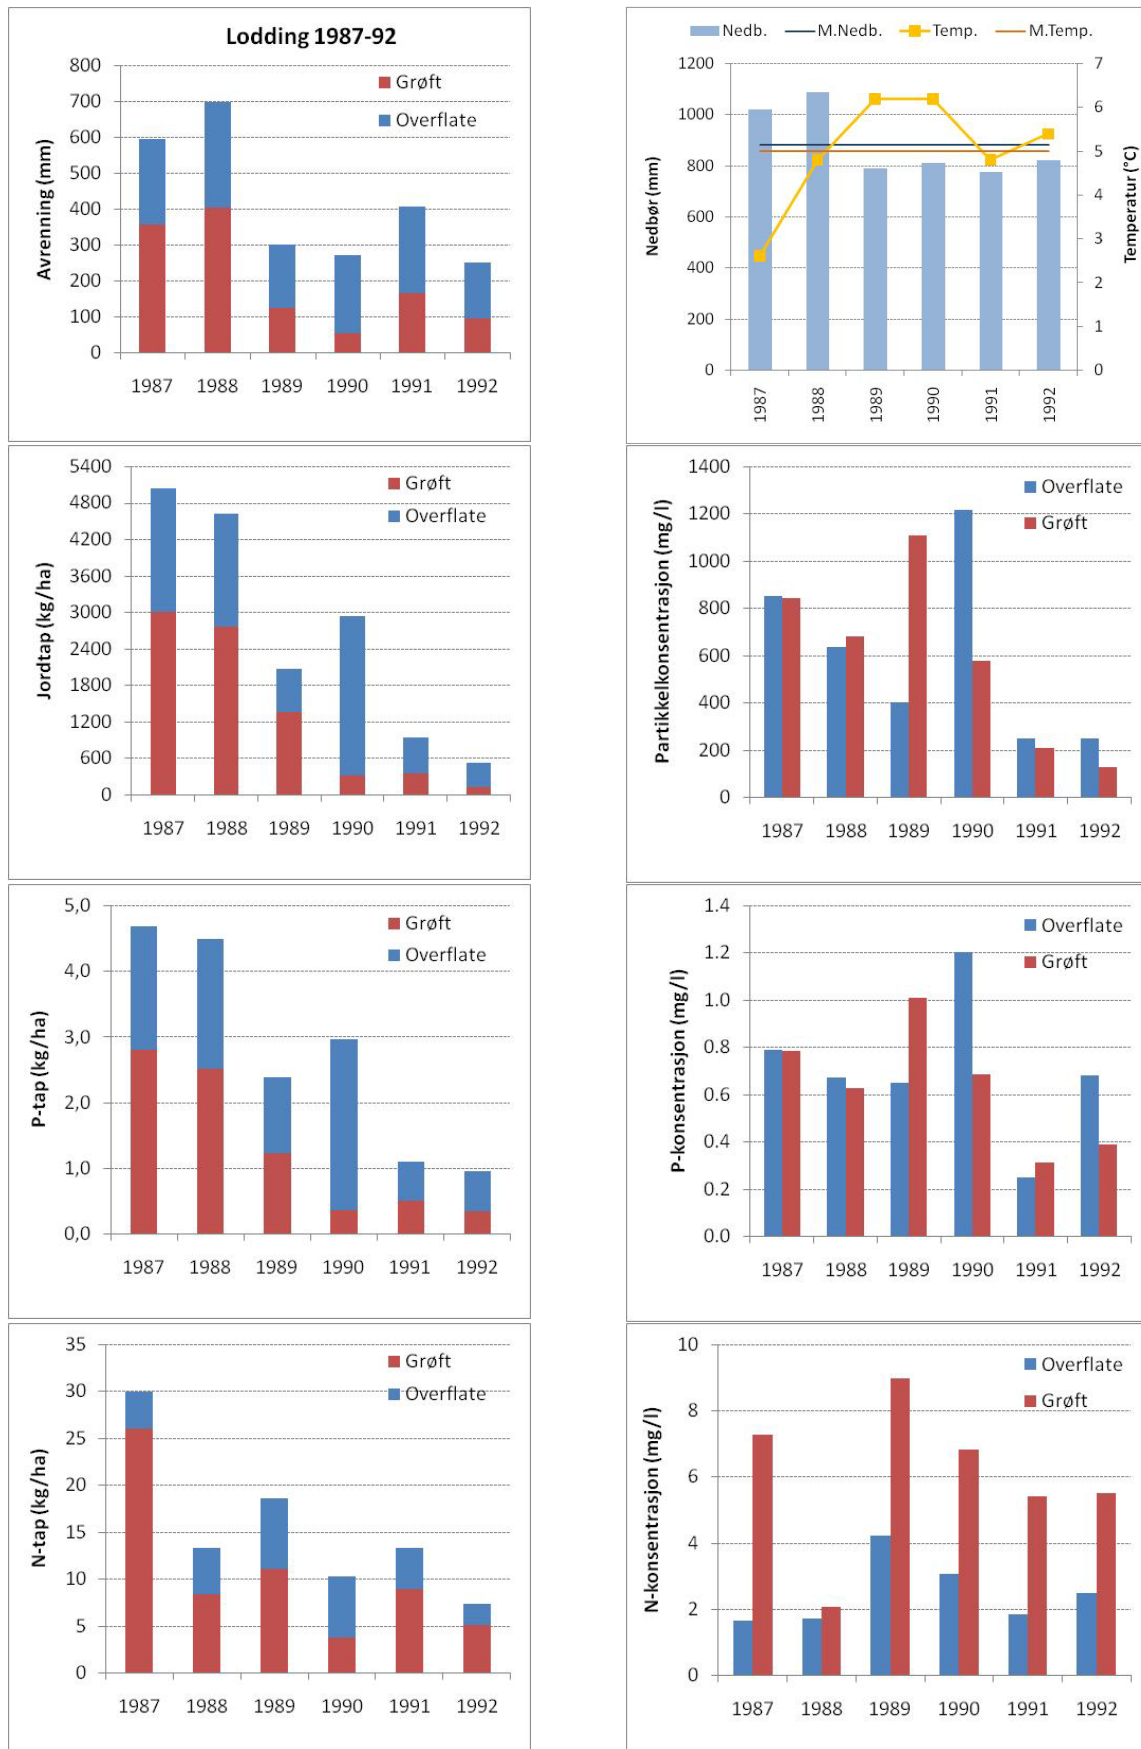 Lodding 1987-92
Avrenning (mm)
800
700
600
500
400
300
200
100
0
Grøft
Overflate
1987 1988 1989 1990 1991 1992
Nedb. M.Nedb. Temp. M.Temp.
Nedbør (mm)
1200
1000
800
600
400
200
0
7
6
5
4
3
2
1
0
Temperatur (°C)
1987 1988 1989 1990 1991 1992
Jordtap (kg/ha)
5400
4800
4200
3600
3000
2400
1800
1200
600
0
Grøft
Overflate
1987 1988 1989 1990 1991 1992
Partikkelkonsentrasjon (mg/l)
1400
1200
1000
800
600
400
200
0
Overflate
Grøft
1987 1988 1989 1990 1991 1992
P-tap (kg/ha)
5,0
4,0
3,0
2,0
1,0
0,0
Grøft
Overflate
1987 1988 1989 1990 1991 1992
P-konsentrasjon (mg/l)
1.4
1.2
1.0
0.8
0.6
0.4
0.2
0.0
Overflate
Grøft
1987 1988 1989 1990 1991 1992
N-tap (kg/ha)
35
30
25
20
15
10
5
0
Grøft
Overflate
1987 1988 1989 1990 1991 1992
N-konsentrasjon (mg/l)
10
8
6
4
2
0
Overflate
Grøft
1987 1988 1989 1990 1991 1992